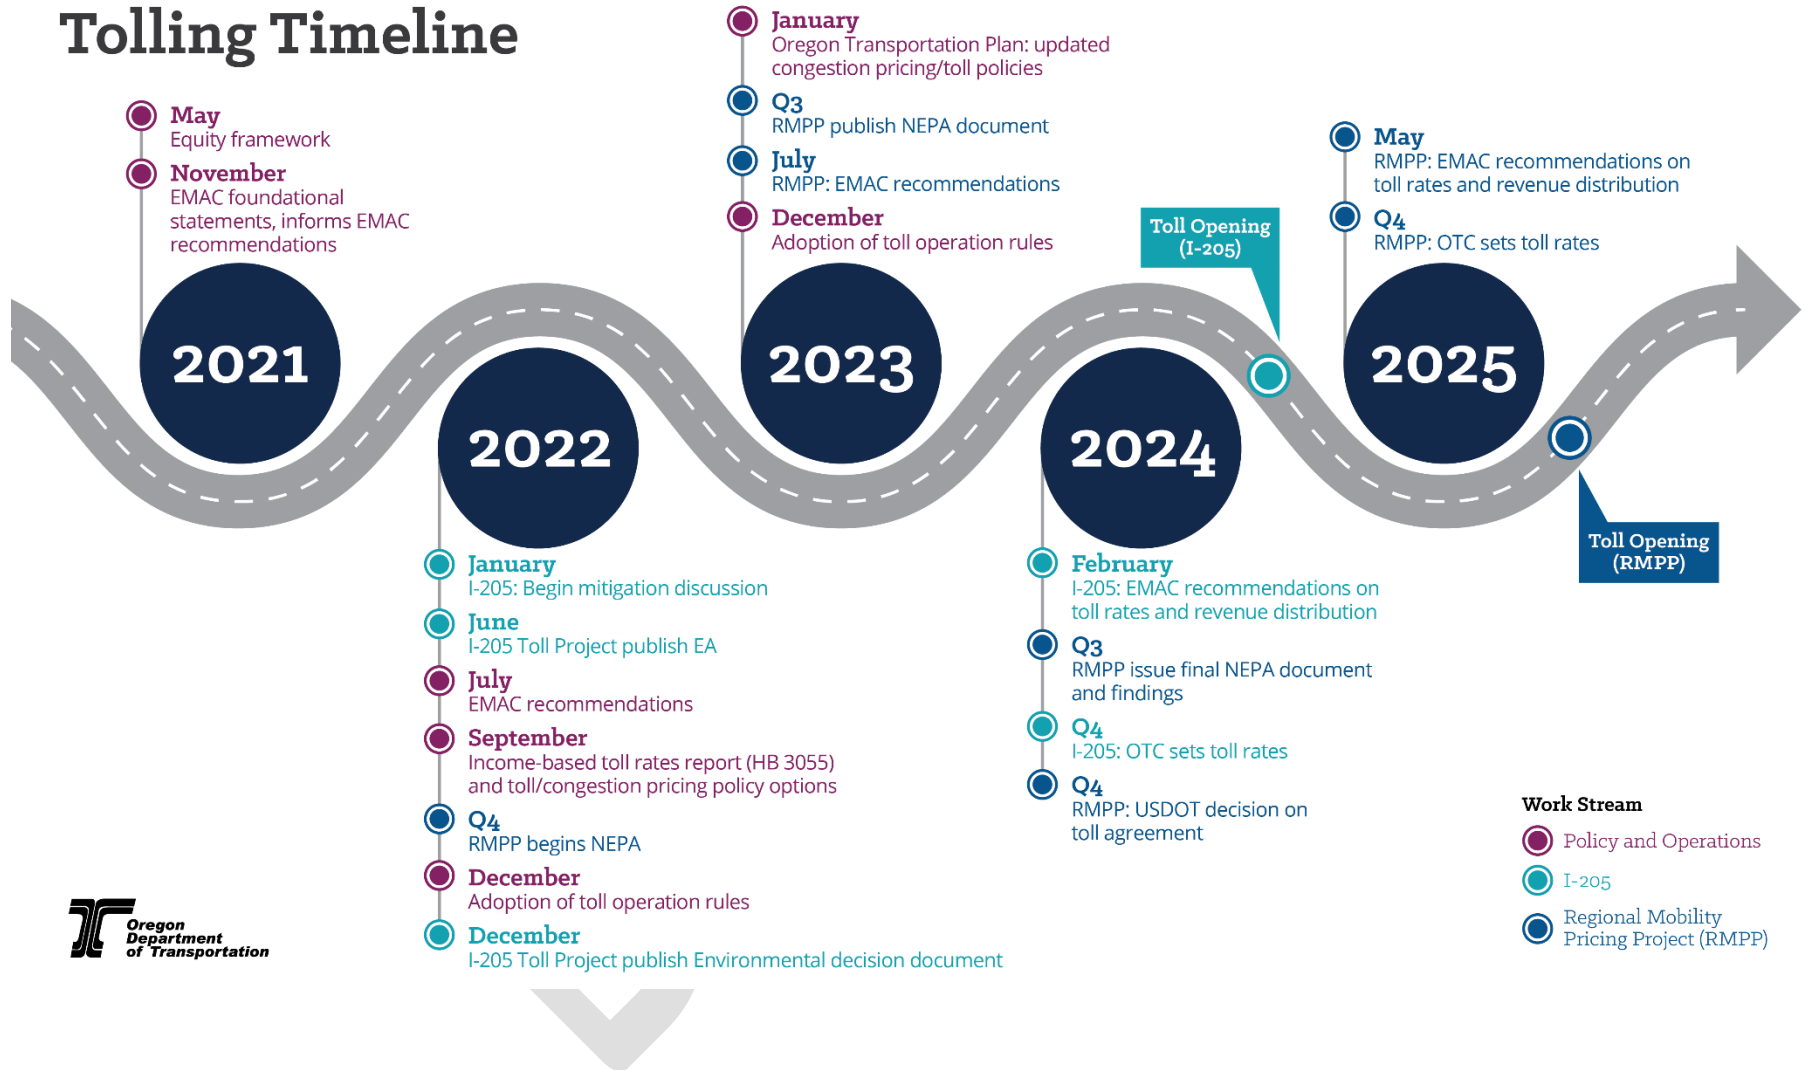 Tolling Timeline
May
Equity framework
November
EMAC foundational
statements, informs EMAC
recommendations
2021
2022
January
I-205: Begin mitigation discussion
June
I-205 Toll Project publish EA
July
EMAC recommendations
September
Income-based toll rates report (HB 3055)
and toll/congestion pricing policy options
Q4
RMPP begins NEPA
December
Adoption of toll operation rules
December
I-205 Toll Project publish Environmental decision document
January
Oregon Transportation Plan: updated
congestion pricing/toll policies
Q3
RMPP publish NEPA document
July
RMPP: EMAC recommendations
December
Adoption of toll operation rules
2023
2024
February
I-205: EMAC recommendations on
toll rates and revenue distribution
Q3
RMPP issue final NEPA document
and findings
Q4
I-205: OTC sets toll rates
Q4
RMPP: USDOT decision on
toll agreement
Toll Opening
(I-205)
May
RMPP: EMAC recommendations on
toll rates and revenue distribution
Q4
RMPP: OTC sets toll rates
2025
Toll Opening
(RMPP)
Work Stream
Policy and Operations
I-205
Regional Mobility
Pricing Project (RMPP)
Oregon
Department
of Transportation